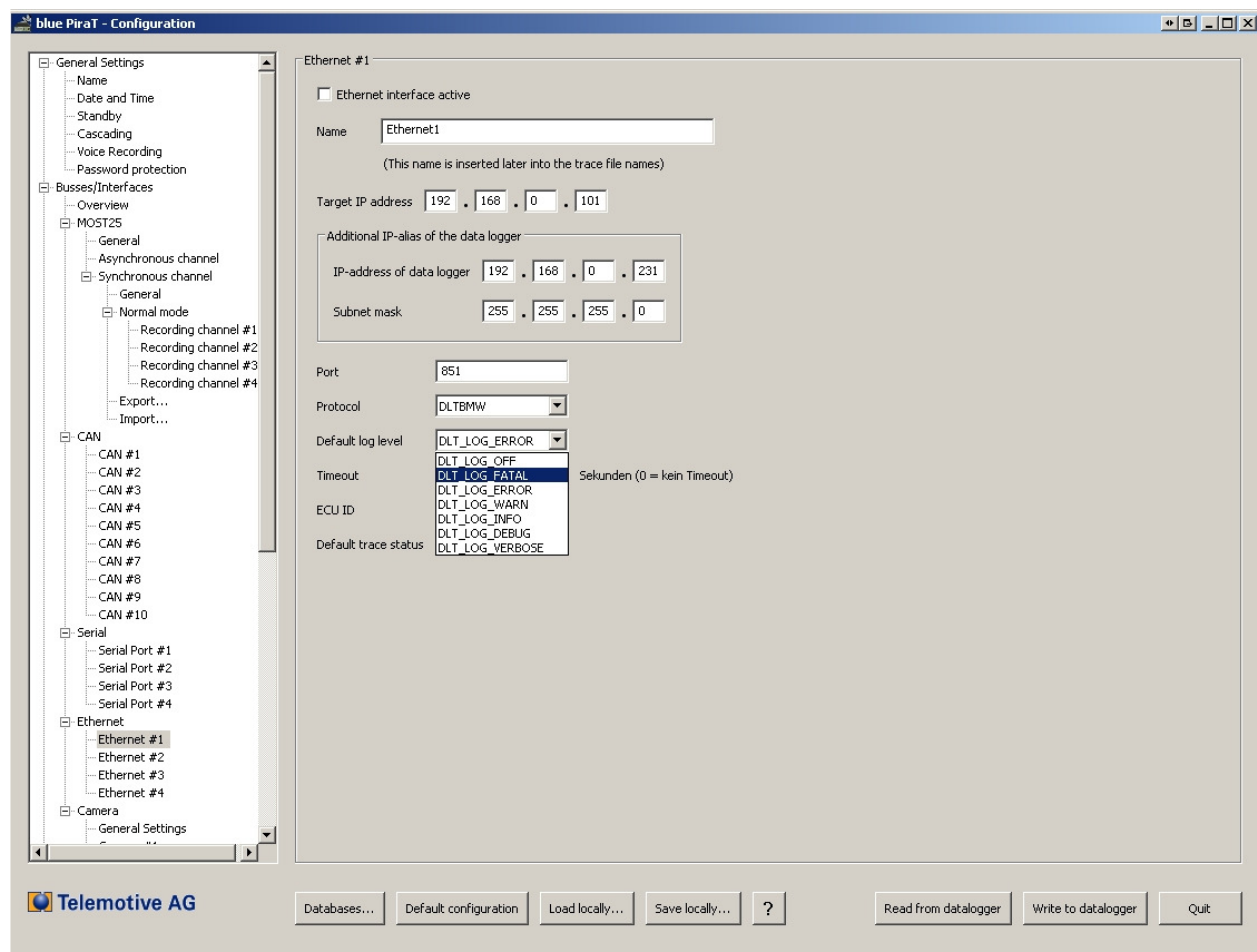 blue PiraT - Configuration
General Settings
Name
Date and Time
Standby
Cascading
Voice Recording
Password protection
Busses/Interfaces
Overview
MOST25
General
Asynchronous channel
Synchronous channel
General
Normal mode
Recording channel #1
Recording channel #2
Recording channel #3
Recording channel #4
Export...
Import...
CAN
CAN #1
CAN #2
CAN #3
CAN #4
CAN #5
CAN #6
CAN #7
CAN #8
CAN #9
CAN #10
Serial
Serial Port #1
Serial Port #2
Serial Port #3
Serial Port #4
Ethernet
Ethernet #1
Ethernet #2
Ethernet #3
Ethernet #4
Camera
General Settings
Ethernet #1
Ethernet interface active
Name Ethernet1
(This name is inserted later into the trace file names)
Target IP address 192 . 168 . 0 . 101
Additional IP-alias of the data logger
IP-address of data logger 192 . 168 . 0 . 231
Subnet mask 255 . 255 . 255 . 0
Port 851
Protocol DLTBMW
Default log level DLT_LOG_ERROR
DLT_LOG_OFF
Timeout DLT_LOG_FATAL Sekunden (0 = kein Timeout)
DLT_LOG_ERROR
DLT_LOG_WARN
ECU ID DLT_LOG_INFO
DLT_LOG_DEBUG
Default trace status DLT_LOG_VERBOSE
Telemotive AG
Databases... Default configuration Load locally... Save locally... ? Read from datalogger Write to datalogger Quit